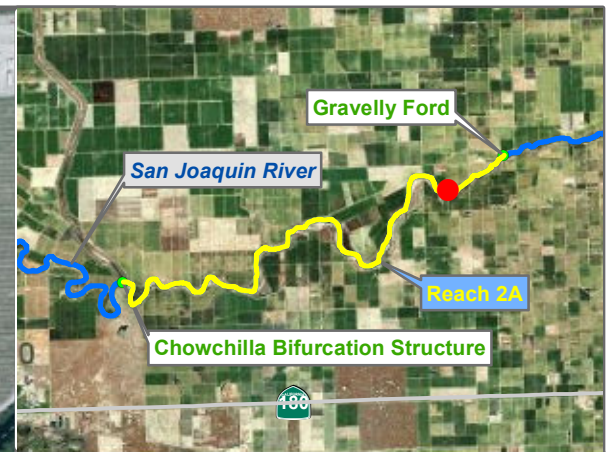 Gravelly Ford
San Joaquin River
Reach 2A
Chowchilla Bifurcation Structure
180